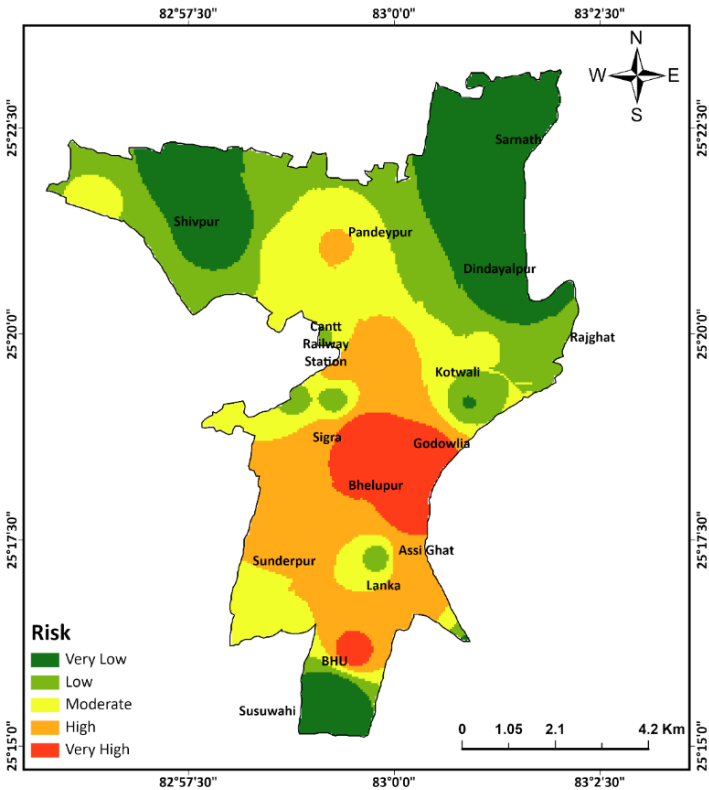 82°57'30"
83°0'0"
83°2'30"
N
W
E
S
25°22'30"
25°22'30"
Sarnath
Shivpur
Pandeypur
Dindayalpur
25°20'0"
25°20'0"
Cantt
Railway
Station
Rajghat
Kotwali
Sigra
Godowlia
Bhelupur
25°17'30"
25°17'30"
Assi Ghat
Sunderpur
Lanka
Risk
Very Low
Low
Moderate
High
Very High
BHU
Susuwahi
0 1.05 2.1 4.2 Km
25°15'0"
25°15'0"
82°57'30"
83°0'0"
83°2'30"